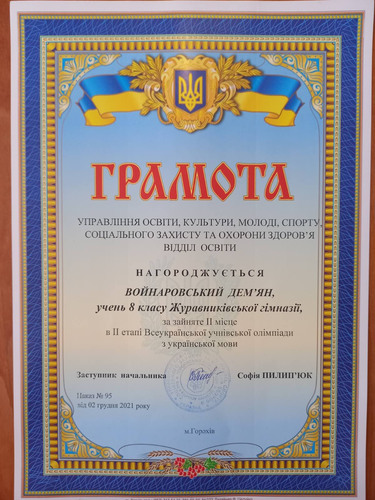 ГРАМОТА
УПРАВЛІННЯ ОСВІТИ, КУЛЬТУРИ, МОЛОДІ, СПОРТУ,
СОЦІАЛЬНОГО ЗАХИСТУ ТА ОХОРОНИ ЗДОРОВ'Я
ВІДДІЛ ОСВІТИ
НАГОРОДЖУЄТЬСЯ
ВОЙНАРОВСЬКИЙ ДЕМ'ЯН,
учень 8 класу Журавниківської гімназії,
за зайняте ІІ місце
в ІІ етапі Всеукраїнської учнівської олімпіади
з української мови
Заступник начальника Софія ПИЛИП'ЮК
Наказ № 95
від 02 грудня 2021 року
м.Горохів